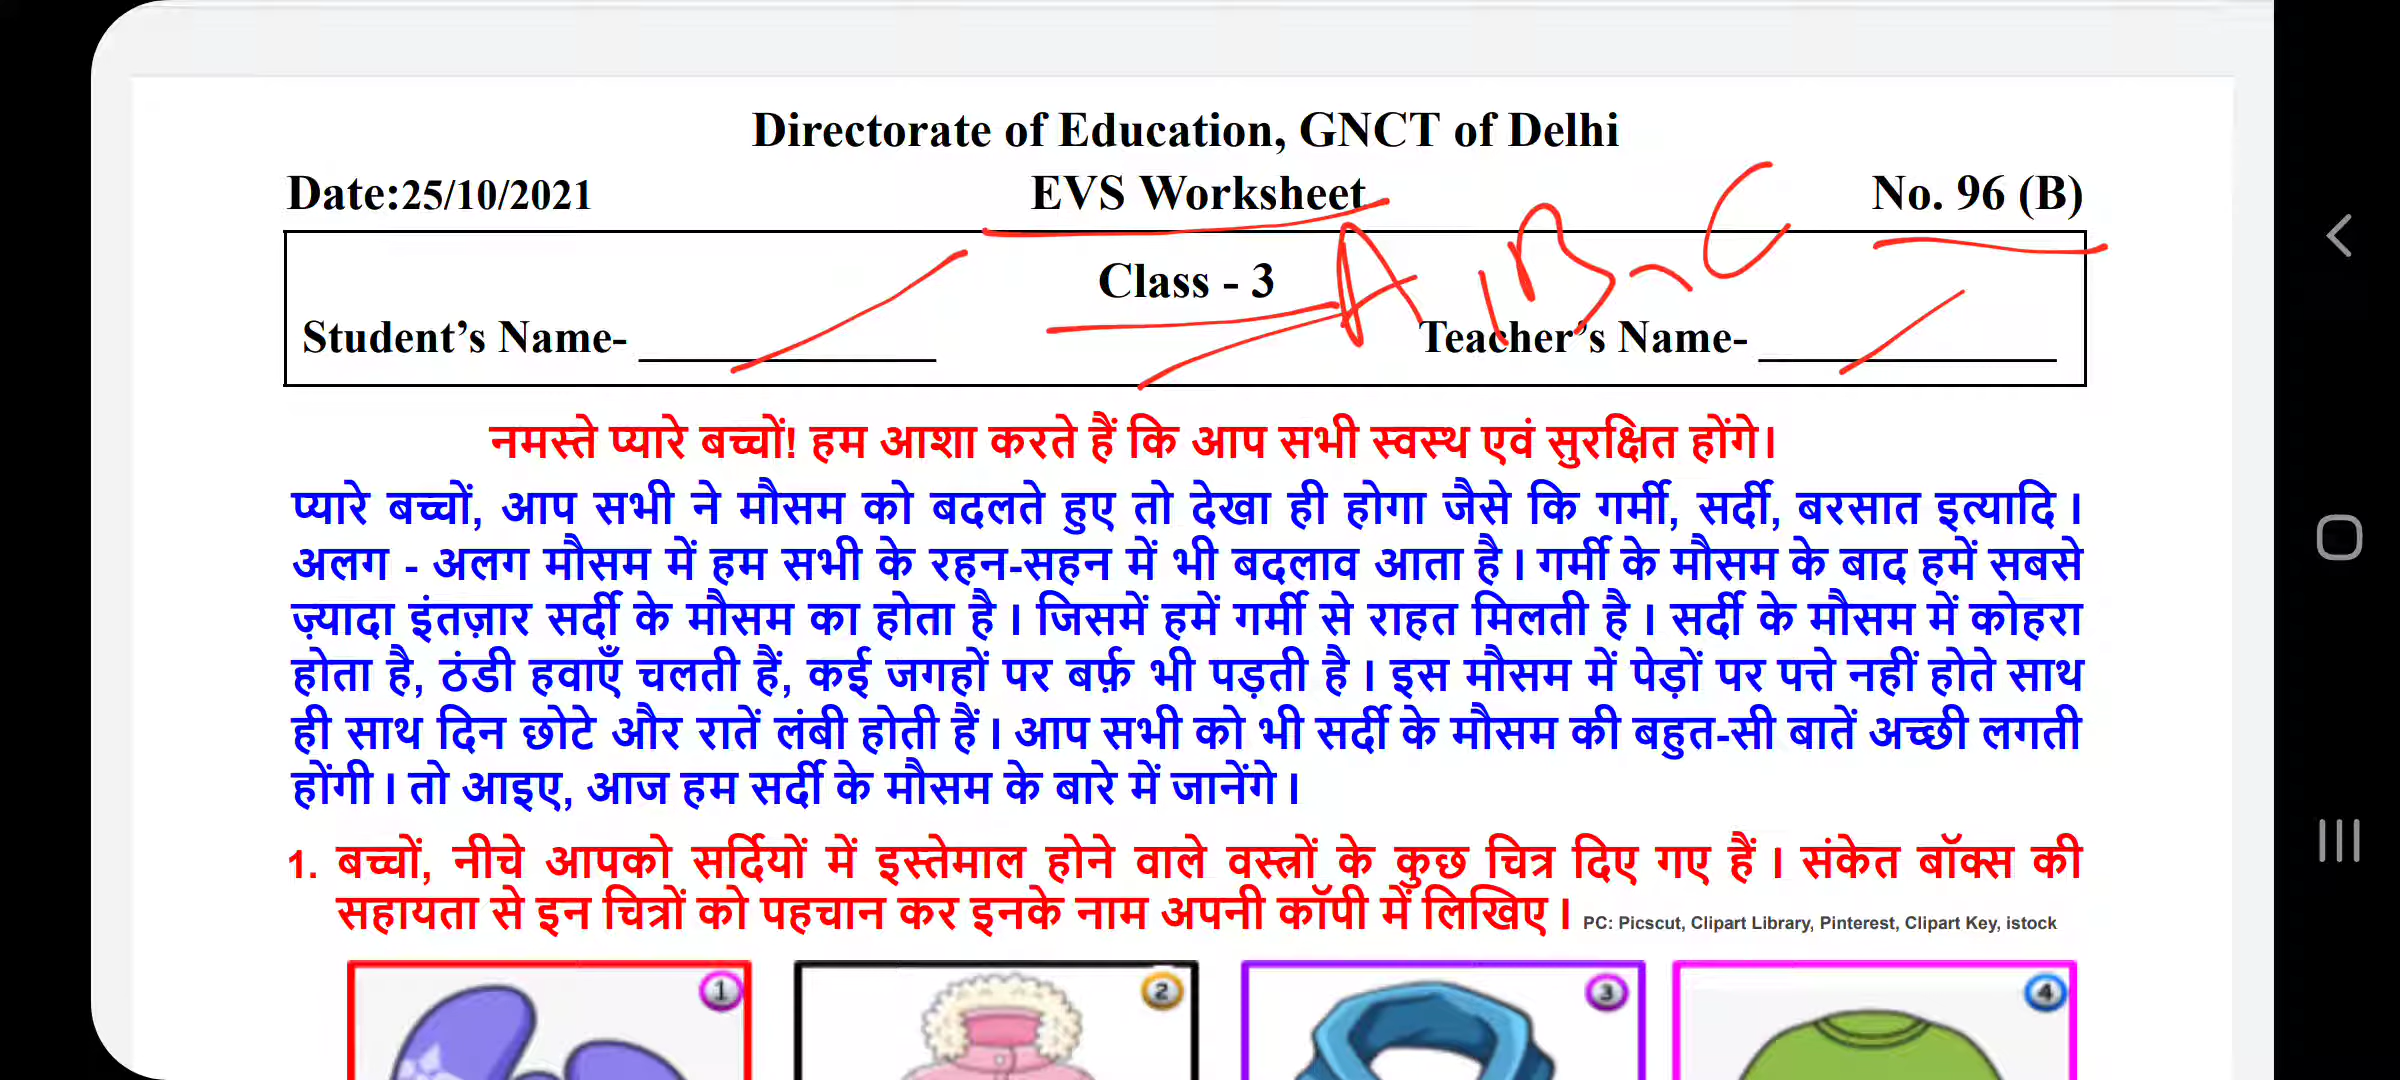 Directorate of Education, GNCT of Delhi
Date:25/10/2021 EVS Worksheet No. 96 (B)
Class - 3 A, B, C
Student's Name- ______________ Teacher's Name- ______________
नमस्ते प्यारे बच्चों! हम आशा करते हैं कि आप सभी स्वस्थ एवं सुरक्षित होंगे।
प्यारे बच्चों, आप सभी ने मौसम को बदलते हुए तो देखा ही होगा जैसे कि गर्मी, सर्दी, बरसात इत्यादि ।
अलग - अलग मौसम में हम सभी के रहन-सहन में भी बदलाव आता है । गर्मी के मौसम के बाद हमें सबसे
ज़्यादा इंतज़ार सर्दी के मौसम का होता है । जिसमें हमें गर्मी से राहत मिलती है । सर्दी के मौसम में कोहरा
होता है, ठंडी हवाएँ चलती हैं, कई जगहों पर बर्फ़ भी पड़ती है । इस मौसम में पेड़ों पर पत्ते नहीं होते साथ
ही साथ दिन छोटे और रातें लंबी होती हैं । आप सभी को भी सर्दी के मौसम की बहुत-सी बातें अच्छी लगती
होंगी । तो आइए, आज हम सर्दी के मौसम के बारे में जानेंगे ।
1. बच्चों, नीचे आपको सर्दियों में इस्तेमाल होने वाले वस्त्रों के कुछ चित्र दिए गए हैं । संकेत बॉक्स की
सहायता से इन चित्रों को पहचान कर इनके नाम अपनी कॉपी में लिखिए । PC: Picscut, Clipart Library, Pinterest, Clipart Key, istock
1 2 3 4